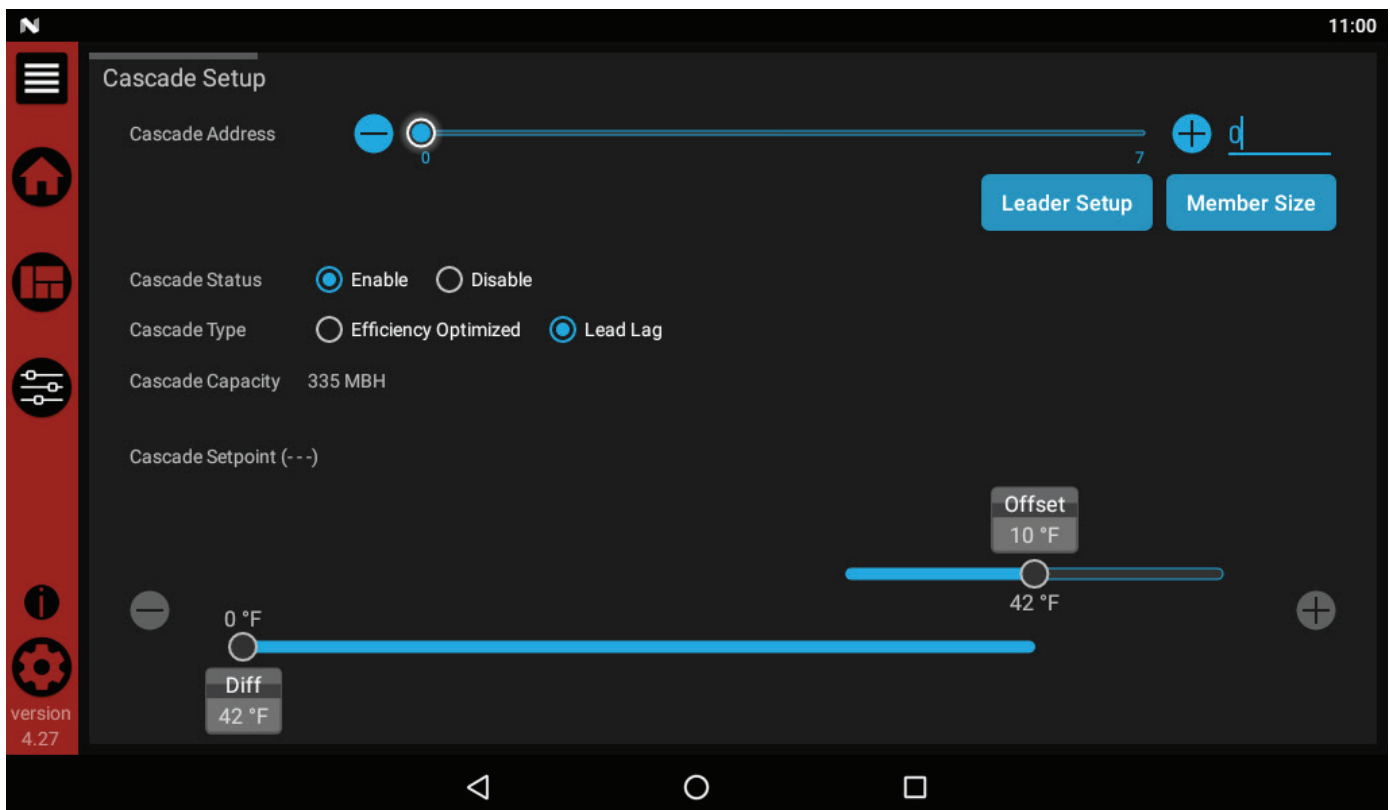 11:00
Cascade Setup
Cascade Address
0
7
0
Leader Setup Member Size
Cascade Status Enable Disable
Cascade Type Efficiency Optimized Lead Lag
Cascade Capacity 335 MBH
Cascade Setpoint (---)
Offset
10 °F
42 °F
0 °F
Diff
42 °F
version
4.27